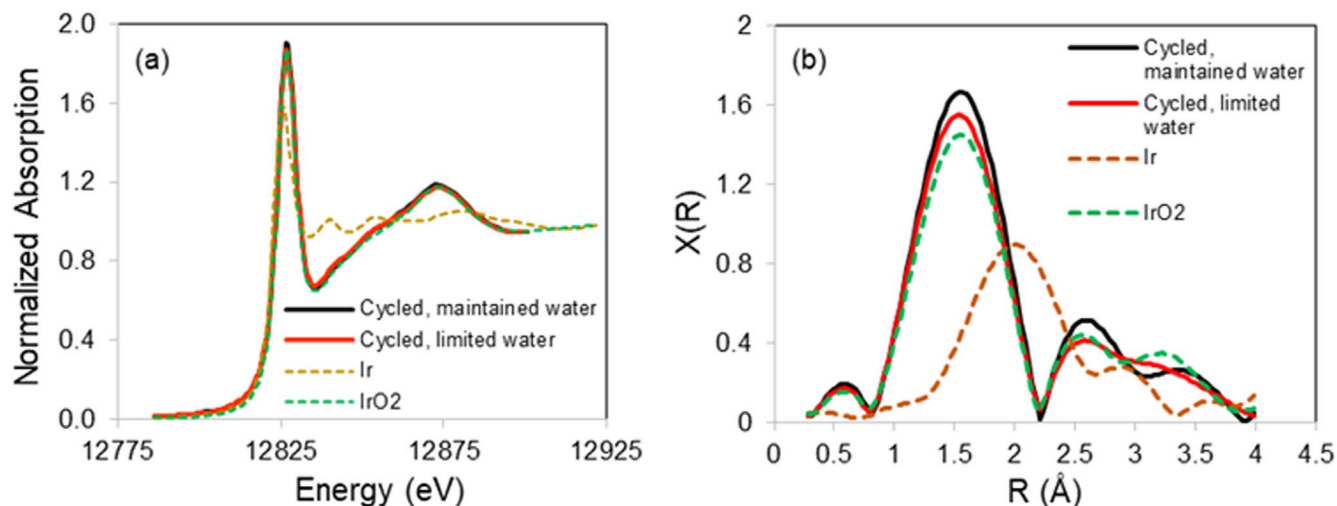 (a)
Normalized Absorption
2.0
1.6
1.2
0.8
0.4
0.0
Cycled, maintained water
Cycled, limited water
Ir
IrO2
12775
12825
12875
12925
Energy (eV)
(b)
X(R)
2
1.6
1.2
0.8
0.4
0
Cycled,
maintained water
Cycled, limited
water
Ir
IrO2
0
0.5
1
1.5
2
2.5
3
3.5
4
4.5
R (Å)